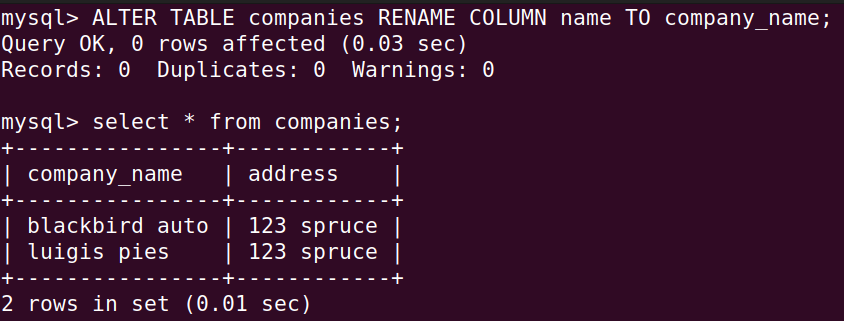 mysql> ALTER TABLE companies RENAME COLUMN name TO company_name;
Query OK, 0 rows affected (0.03 sec)
Records: 0  Duplicates: 0  Warnings: 0

mysql> select * from companies;
+----------------+------------+
| company_name   | address    |
+----------------+------------+
| blackbird auto | 123 spruce |
| luigis pies    | 123 spruce |
+----------------+------------+
2 rows in set (0.01 sec)